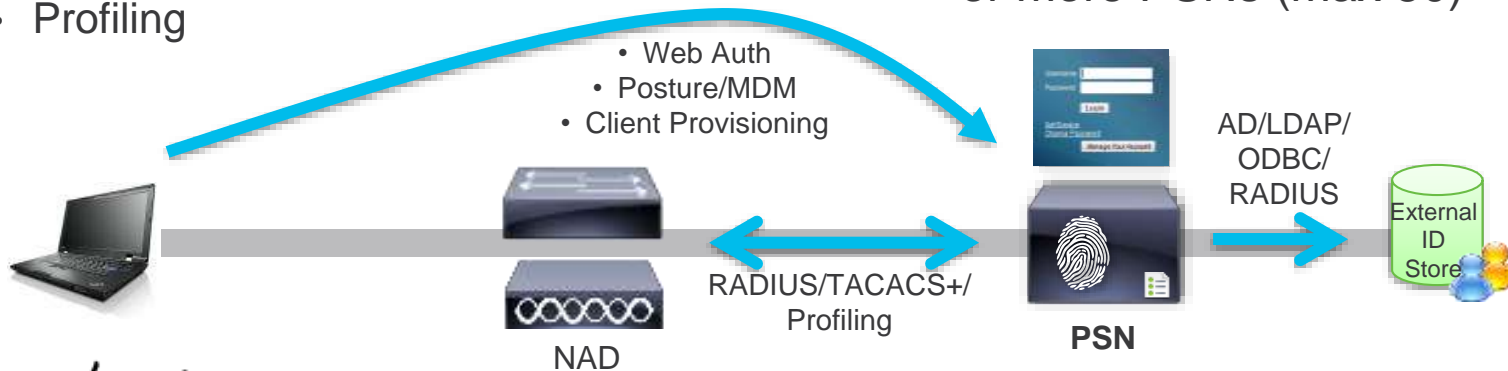 • Profiling
• Web Auth
• Posture/MDM
• Client Provisioning
Login
AD/LDAP/
ODBC/
RADIUS
External
ID
Store
RADIUS/TACACS+/
Profiling
PSN
NAD